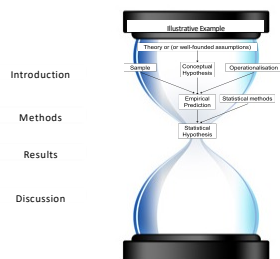 Illustrative Example
Theory or (or well-founded assumptions)
Introduction
Sample
Conceptual
Hypothesis
Operationalisation
Empirical
Prediction
Statistical methods
Methods
Statistical
Hypothesis
Results
Discussion